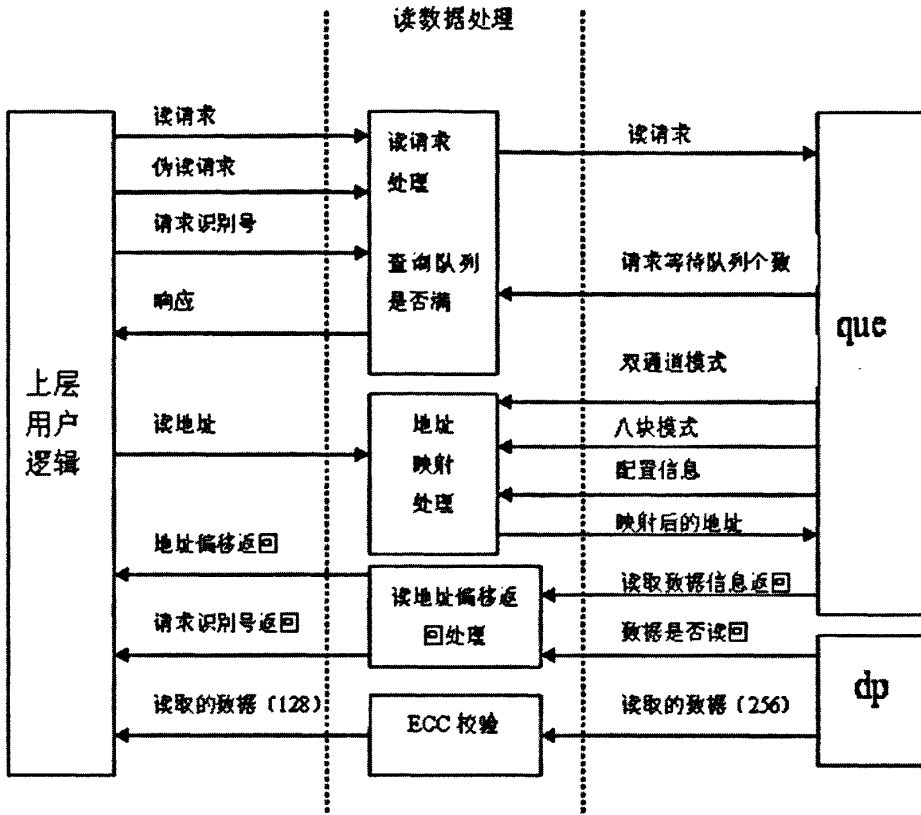 读数据处理
读请求
伪读请求
请求识别号
响应
读请求
处理
查询队列
是否满
读请求
请求等待队列个致
que
双通道模式
八块模式
配置信息
映射后的地址
上层
用户
逻辑
读地址
地址
映射
处理
地址偏移返回
请求识别号返回
读地址偏移返
回处理
读取致据信息返回
致据是否读回
dp
读取的致据（128）
ECC 校验
读取的致据（256）